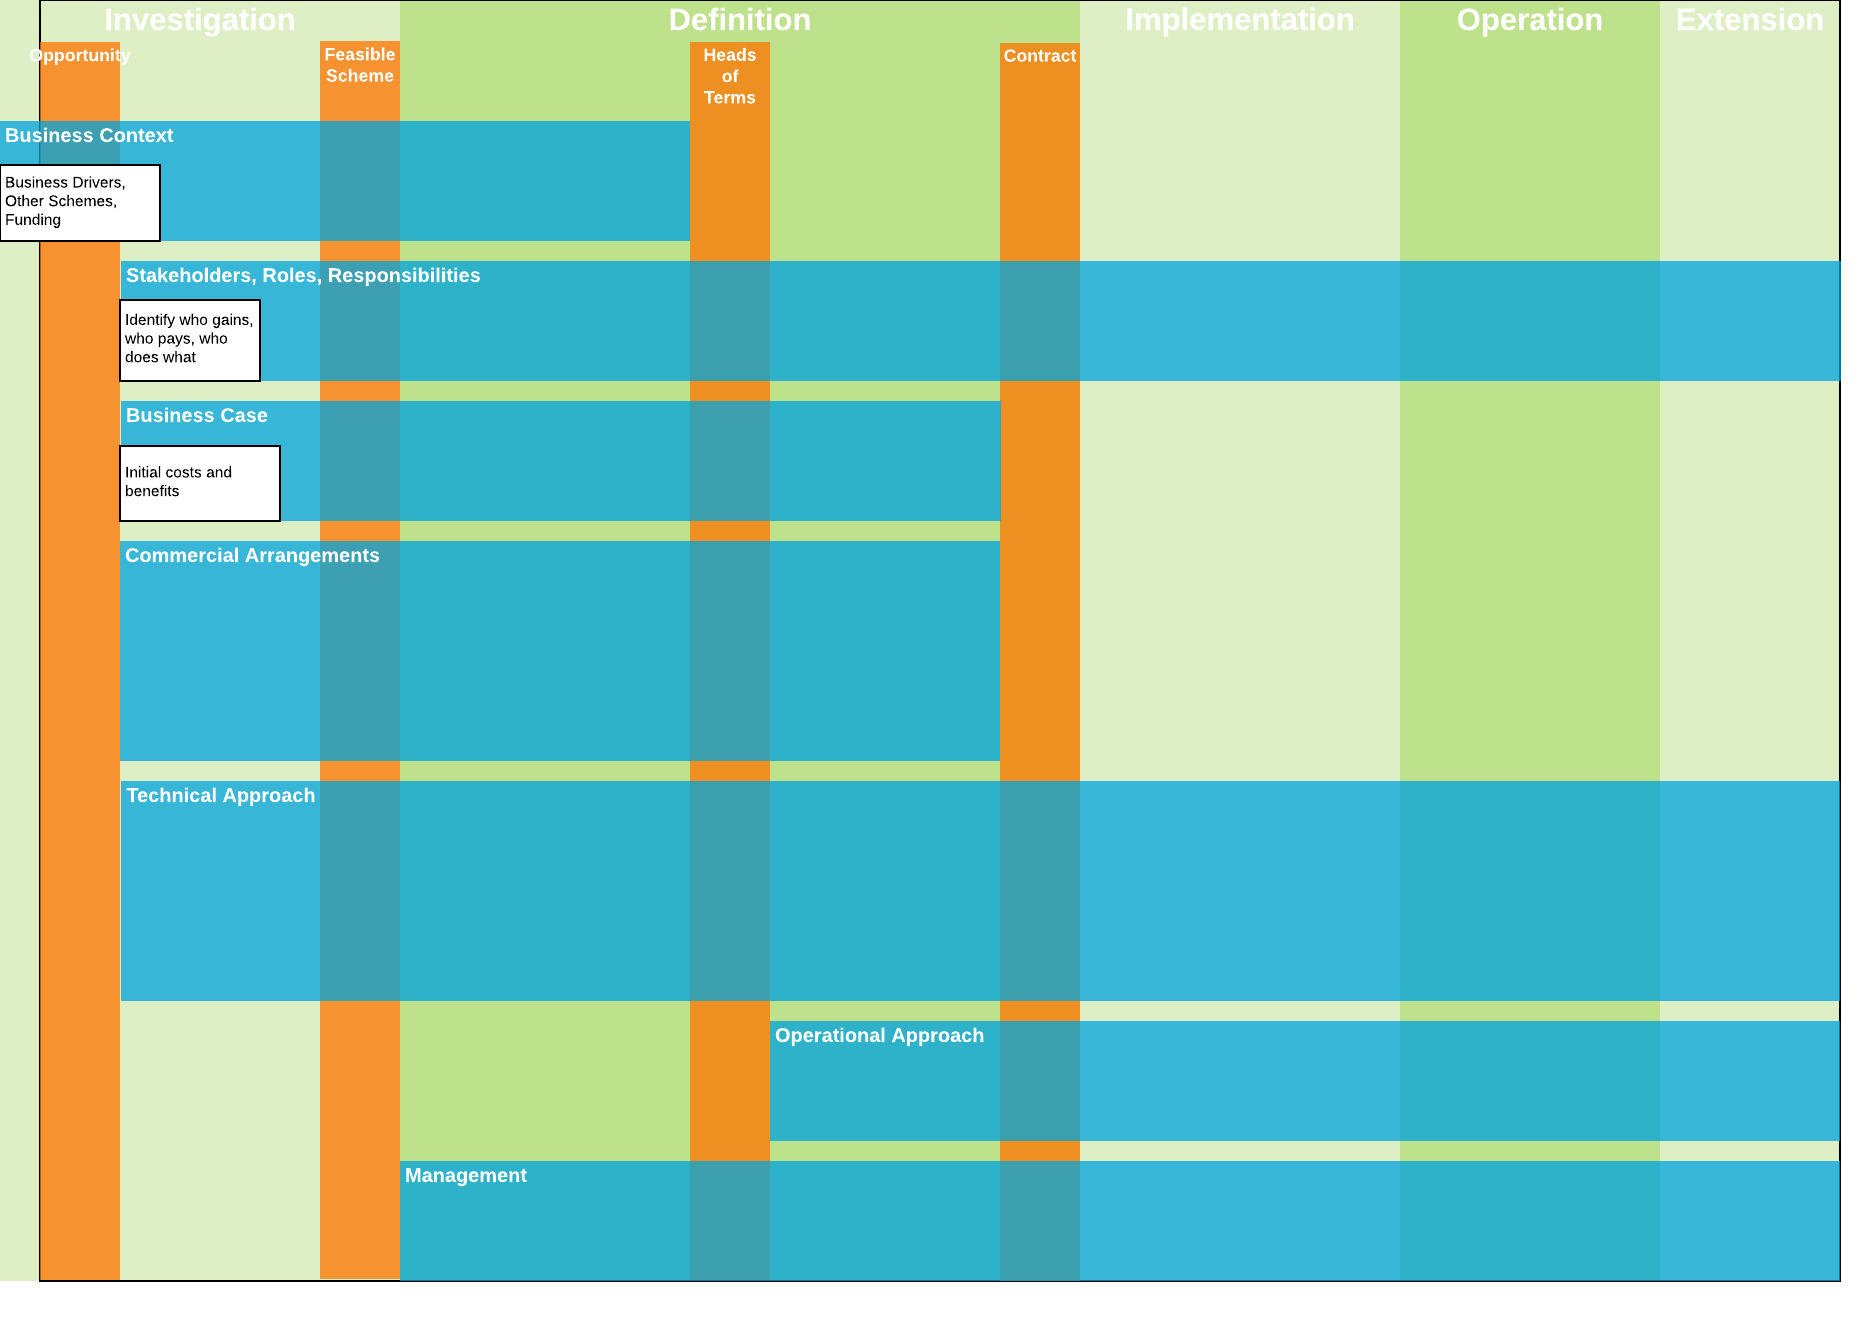 Investigation
Definition
Implementation
Operation
Extension
Opportunity
Feasible
Scheme
Heads
of
Terms
Contract
Business Context
Business Drivers,
Other Schemes,
Funding
Stakeholders, Roles, Responsibilities
Identify who gains,
who pays, who
does what
Business Case
Initial costs and
benefits
Commercial Arrangements
Technical Approach
Operational Approach
Management